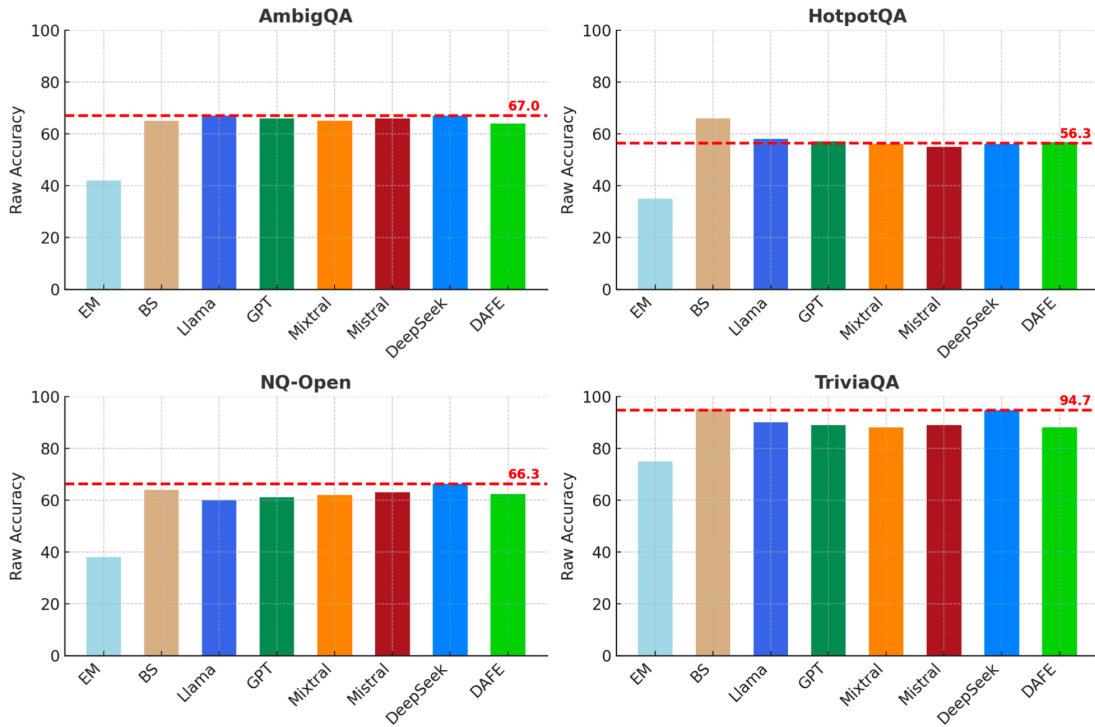 AmbigQA
100
80
60
40
20
0
Raw Accuracy
67.0
EM
BS
Llama
GPT
Mixtral
Mistral
DeepSeek
DAFE
HotpotQA
100
80
60
40
20
0
Raw Accuracy
56.3
EM
BS
Llama
GPT
Mixtral
Mistral
DeepSeek
DAFE
NQ-Open
100
80
60
40
20
0
Raw Accuracy
66.3
EM
BS
Llama
GPT
Mixtral
Mistral
DeepSeek
DAFE
TriviaQA
100
80
60
40
20
0
Raw Accuracy
94.7
EM
BS
Llama
GPT
Mixtral
Mistral
DeepSeek
DAFE